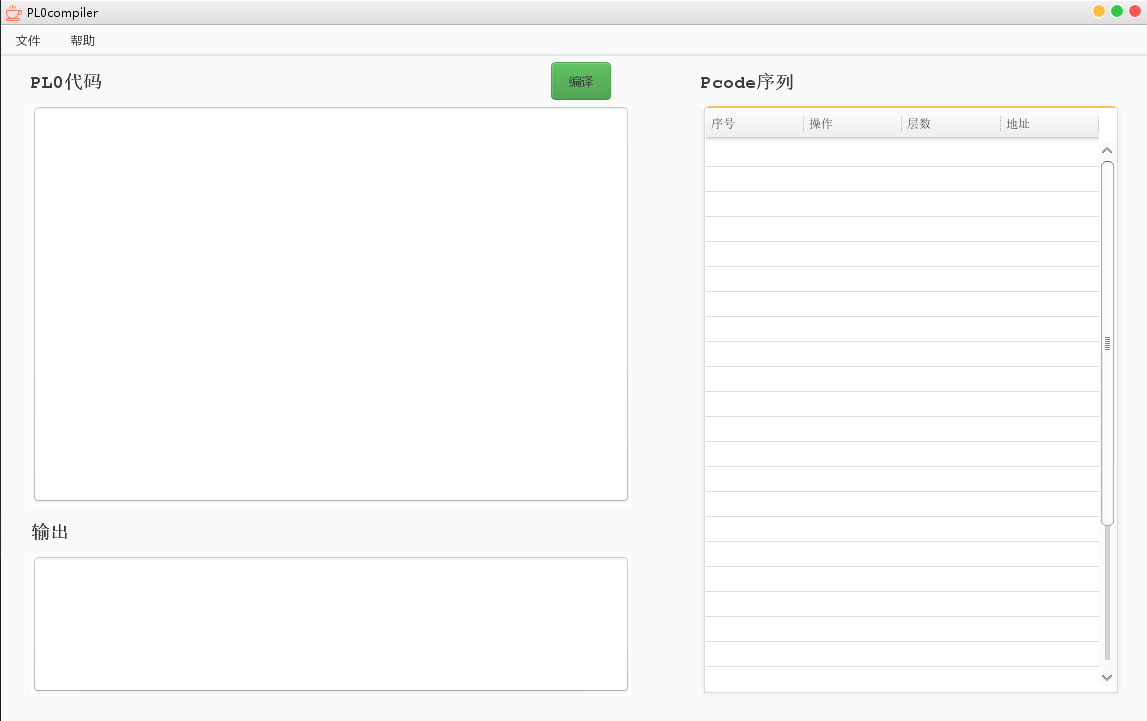 PL0compiler
文件 帮助
PL0代码
编译
Pcode序列
序号 操作 层数 地址
输出